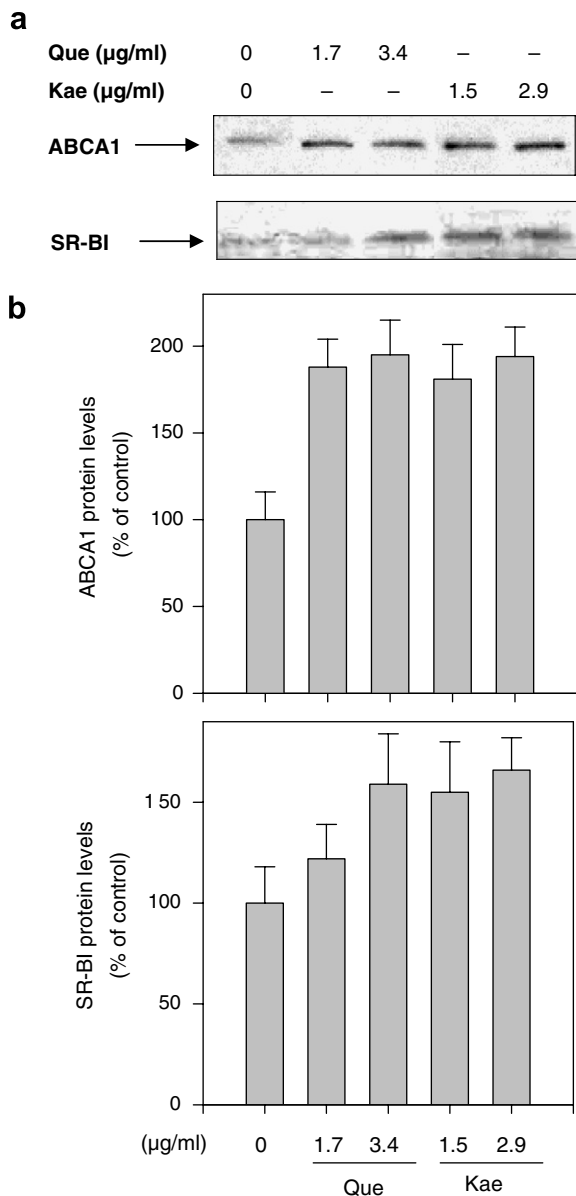 a
Que (µg/ml) 0 1.7 3.4 – –
Kae (µg/ml) 0 – – 1.5 2.9
ABCA1
SR-BI
b
200
150
100
50
0
ABCA1 protein levels
(% of control)
150
100
50
0
SR-BI protein levels
(% of control)
(µg/ml) 0 1.7 3.4 1.5 2.9
Que Kae